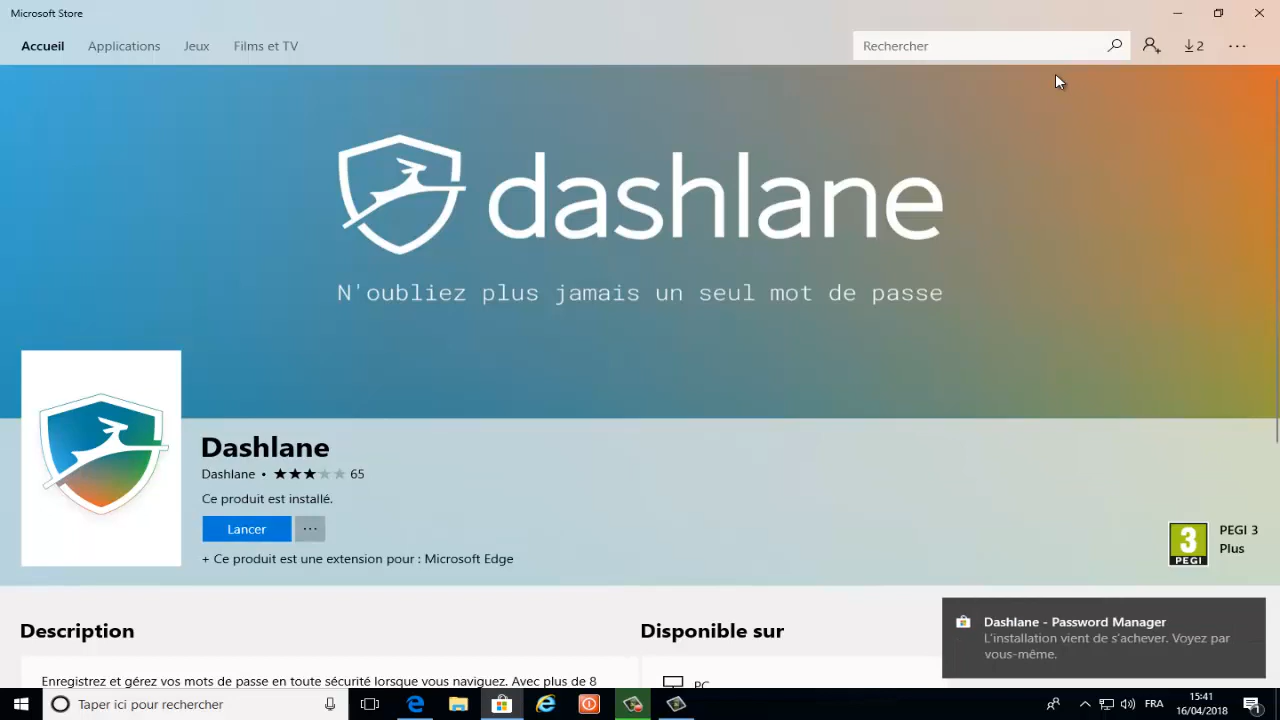 Microsoft Store
Accueil Applications Jeux Films et TV Rechercher 2 ...
dashlane
N'oubliez plus jamais un seul mot de passe
Dashlane
Dashlane • 65
Ce produit est installé.
Lancer ...
+ Ce produit est une extension pour : Microsoft Edge
3
PEGI
PEGI 3
Plus
Description
Disponible sur
Enregistrez et gérez vos mots de passe en toute sécurité lorsque vous naviguez. Avec plus de 8
PC
Dashlane - Password Manager
L'installation vient de s'achever. Voyez par
vous-même.
Taper ici pour rechercher
FRA
15:41
16/04/2018
1